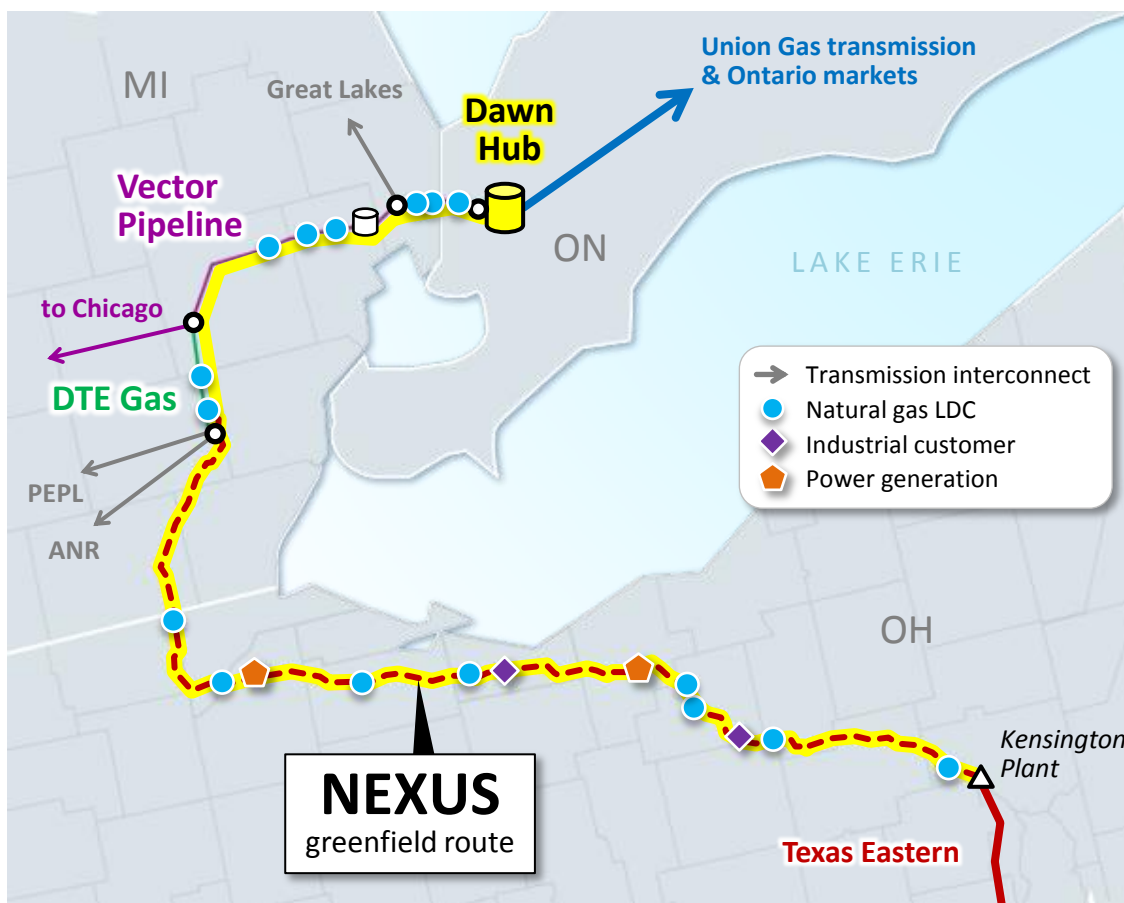 Union Gas transmission
& Ontario markets
MI
Great Lakes
Dawn
Hub
Vector
Pipeline
ON
LAKE ERIE
to Chicago
Transmission interconnect
DTE Gas
Natural gas LDC
Industrial customer
Power generation
PEPL
ANR
OH
Kensington
Plant
NEXUS
greenfield route
Texas Eastern